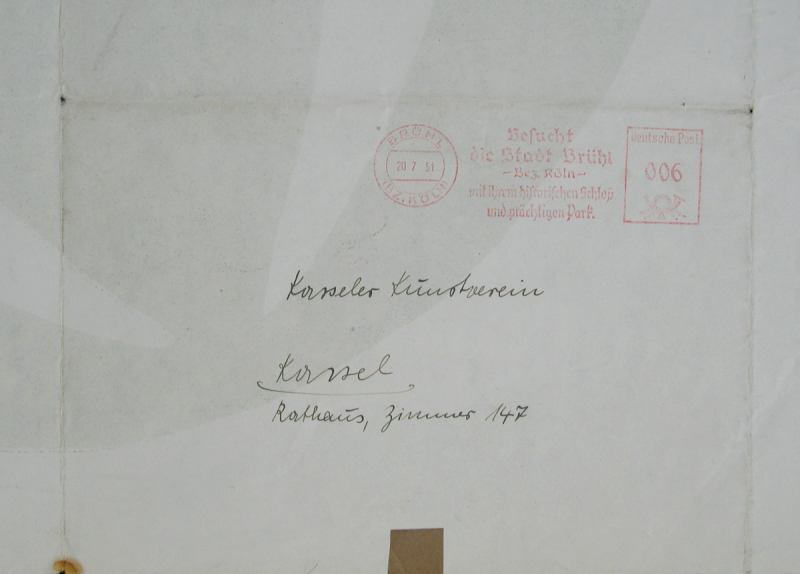 BRÜHL
20.7.51
(BZ. KÖLN)
Besucht
die Stadt Brühl
- Bez. Köln -
mit ihrem historischen Schloß
und prächtigen Park.
Deutsche Post
006
Kasseler Kunstverein
Kassel
Rathaus, Zimmer 147